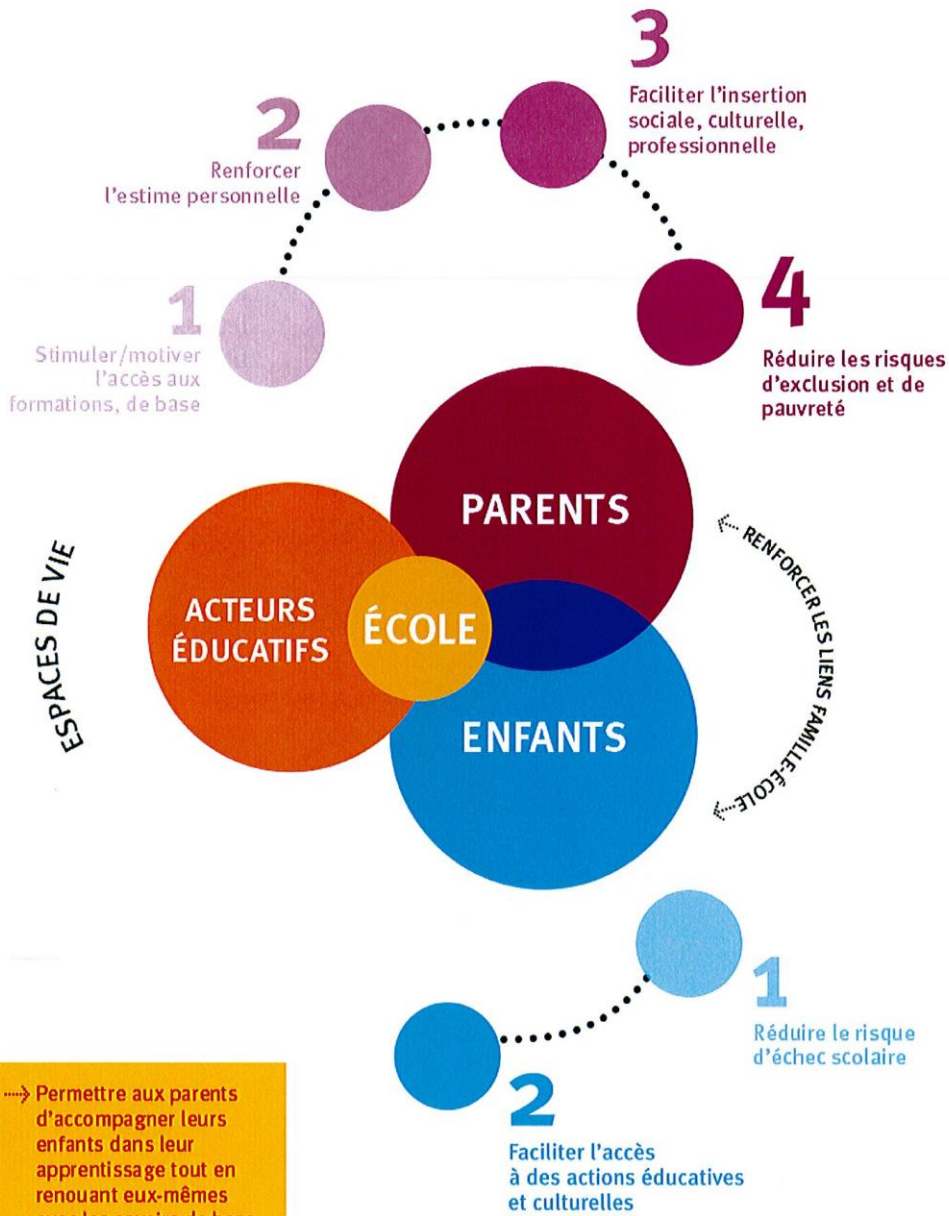 3
Faciliter l'insertion
sociale, culturelle,
professionnelle
2
Renforcer
l'estime personnelle
1
Stimuler/motiver
l'accès aux
formations, de base
4
Réduire les risques
d'exclusion et de
pauvreté
PARENTS
ACTEURS
ÉDUCATIFS
ÉCOLE
ENFANTS
ESPACES DE VIE
RENFORCER LES LIENS FAMILLE-ÉCOLE
1
Réduire le risque
d'échec scolaire
2
Faciliter l'accès
à des actions éducatives
et culturelles
Permettre aux parents
d'accompagner leurs
enfants dans leur
apprentissage tout en
renouant eux-mêmes